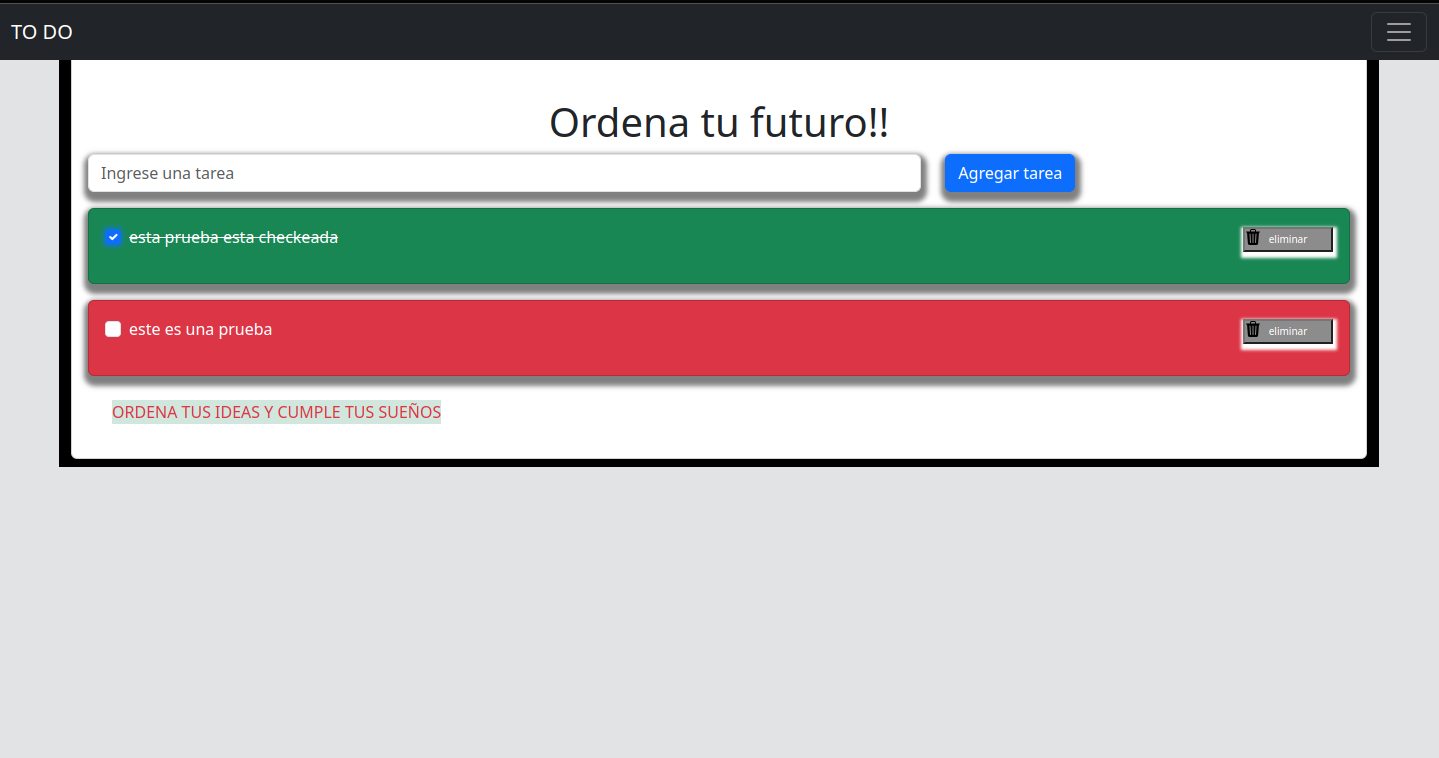 TO DO
Ordena tu futuro!!
Ingrese una tarea
Agregar tarea
esta prueba esta checkeada
eliminar
este es una prueba
eliminar
ORDENA TUS IDEAS Y CUMPLE TUS SUEÑOS